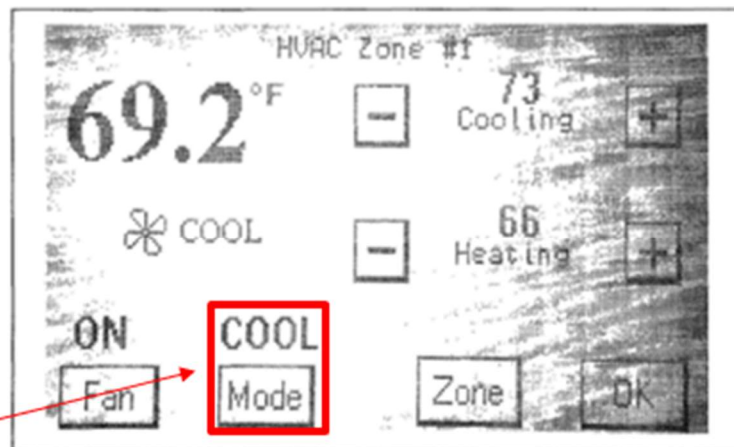 HVAC Zone #1
69.2°F
− 73 +
Cooling
COOL
− 66 +
Heating
ON COOL
Fan Mode Zone OK